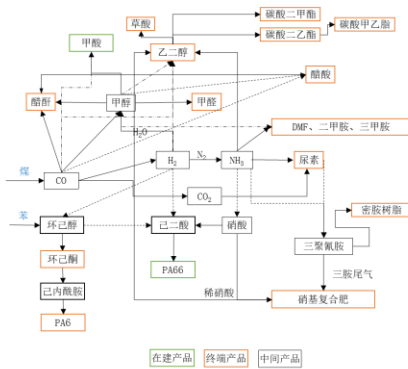 草酸
碳酸二甲酯
甲酸
碳酸二乙酯
碳酸甲乙脂
乙二醇
醋酸
醋酐
甲醇
甲醛
H₂O
DMF、二甲胺、三甲胺
H₂
N₂
NH₃
尿素
煤
CO
CO₂
密胺树脂
苯
环己醇
己二酸
硝酸
三聚氰胺
环己酮
PA66
三胺尾气
己内酰胺
稀硝酸
硝基复合肥
PA6
在建产品
终端产品
中间产品